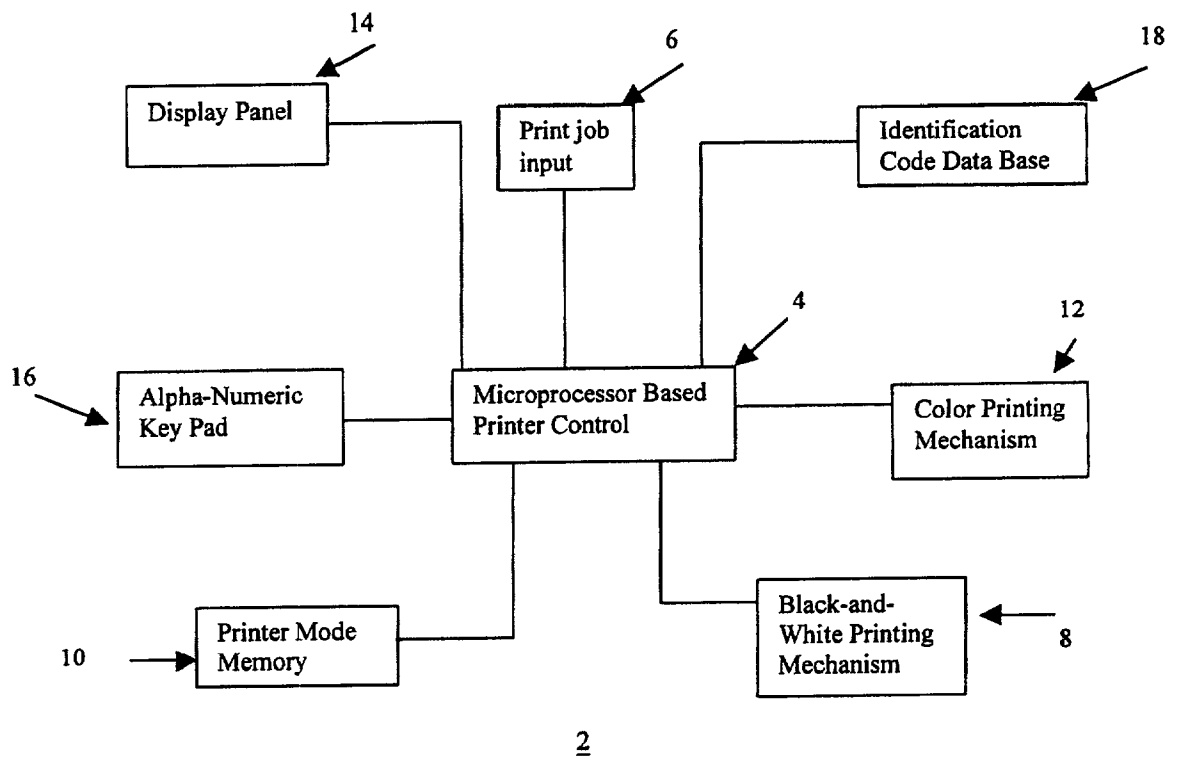 14
6
18
Display Panel
Print job
input
Identification
Code Data Base
4
12
16
Alpha-Numeric
Key Pad
Microprocessor Based
Printer Control
Color Printing
Mechanism
10
Printer Mode
Memory
Black-and-
White Printing
Mechanism
8
2